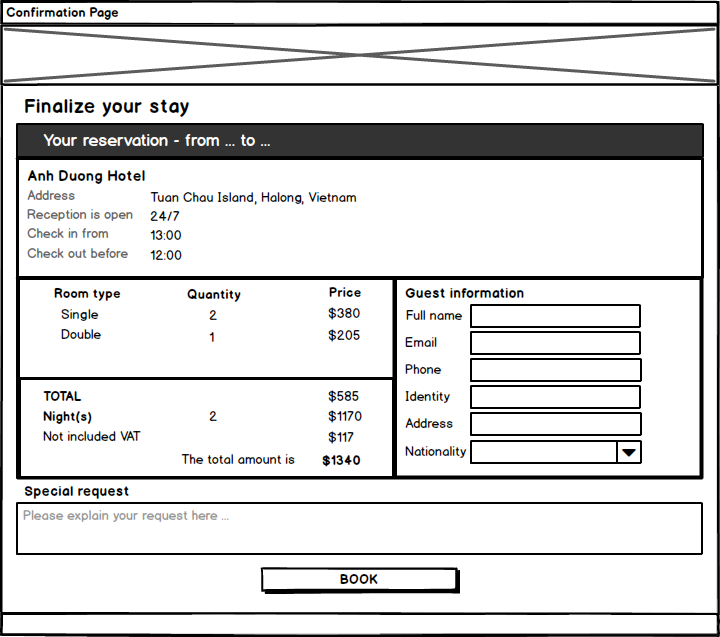 Confirmation Page
Finalize your stay
Your reservation - from ... to ...
Anh Duong Hotel
Address Tuan Chau Island, Halong, Vietnam
Reception is open 24/7
Check in from 13:00
Check out before 12:00
Room type Quantity Price
Single 2 $380
Double 1 $205
TOTAL $585
Night(s) 2 $1170
Not included VAT $117
The total amount is $1340
Guest information
Full name
Email
Phone
Identity
Address
Nationality
Special request
Please explain your request here ...
BOOK